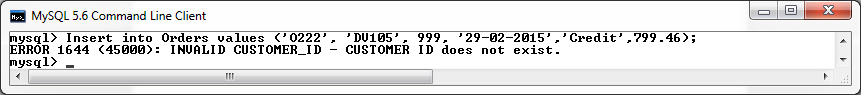 MySQL 5.6 Command Line Client
mysql> Insert into Orders values ('O222', 'DV105', 999, '29-02-2015','Credit',799.46);
ERROR 1644 (45000): INVALID CUSTOMER_ID - CUSTOMER ID does not exist.
mysql> _